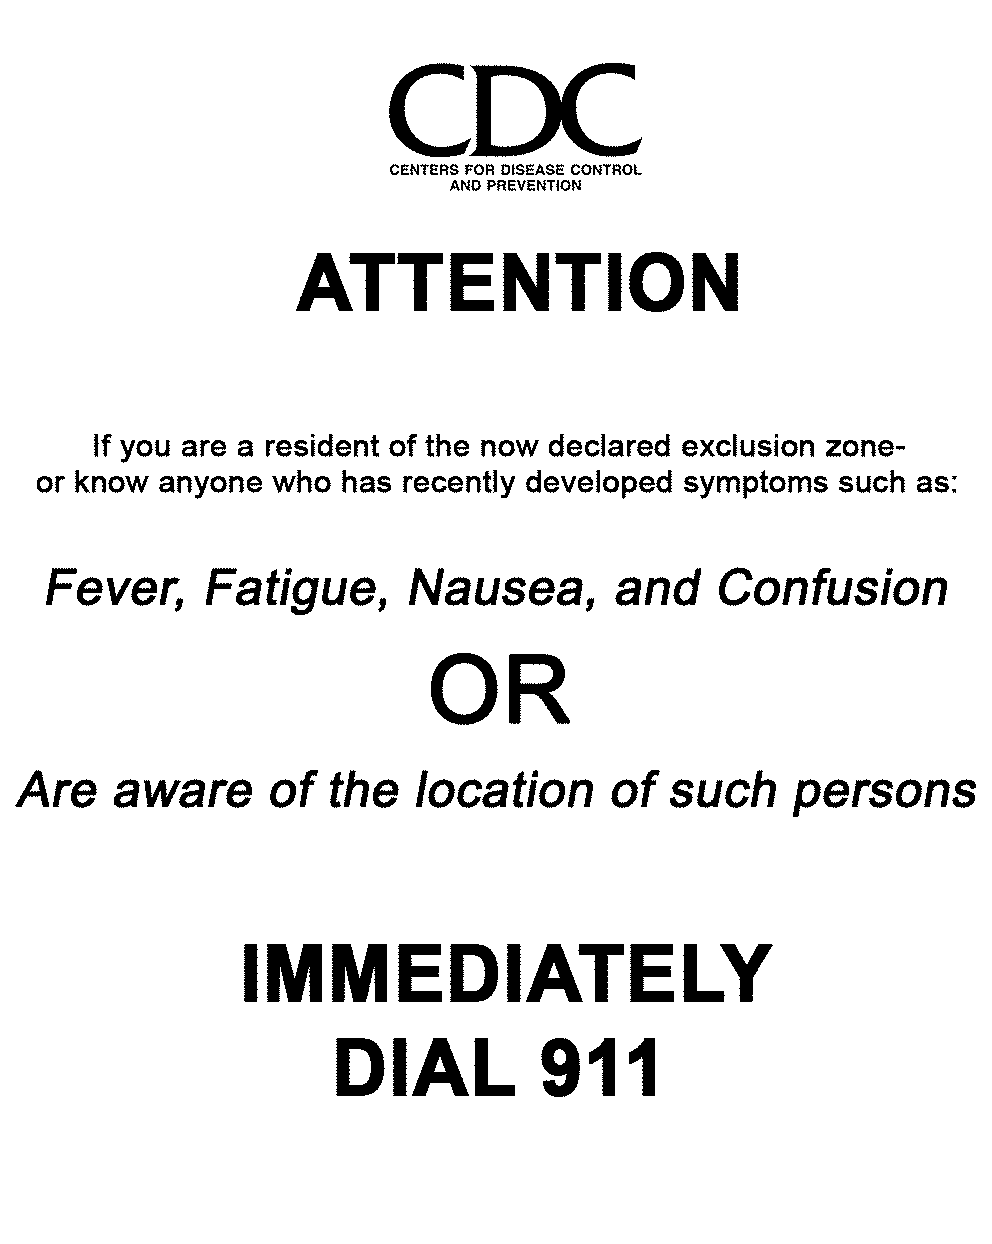 CDC
CENTERS FOR DISEASE CONTROL
AND PREVENTION
ATTENTION
If you are a resident of the now declared exclusion zone-
or know anyone who has recently developed symptoms such as:
Fever, Fatigue, Nausea, and Confusion
OR
Are aware of the location of such persons
IMMEDIATELY
DIAL 911